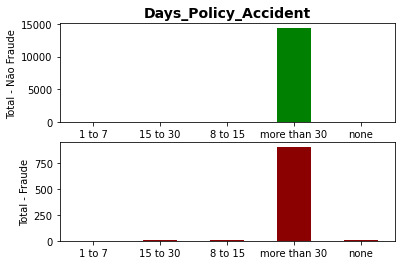 Days_Policy_Accident
15000
10000
5000
0
Total - Não Fraude
1 to 7 15 to 30 8 to 15 more than 30 none
750
500
250
0
Total - Fraude
1 to 7 15 to 30 8 to 15 more than 30 none